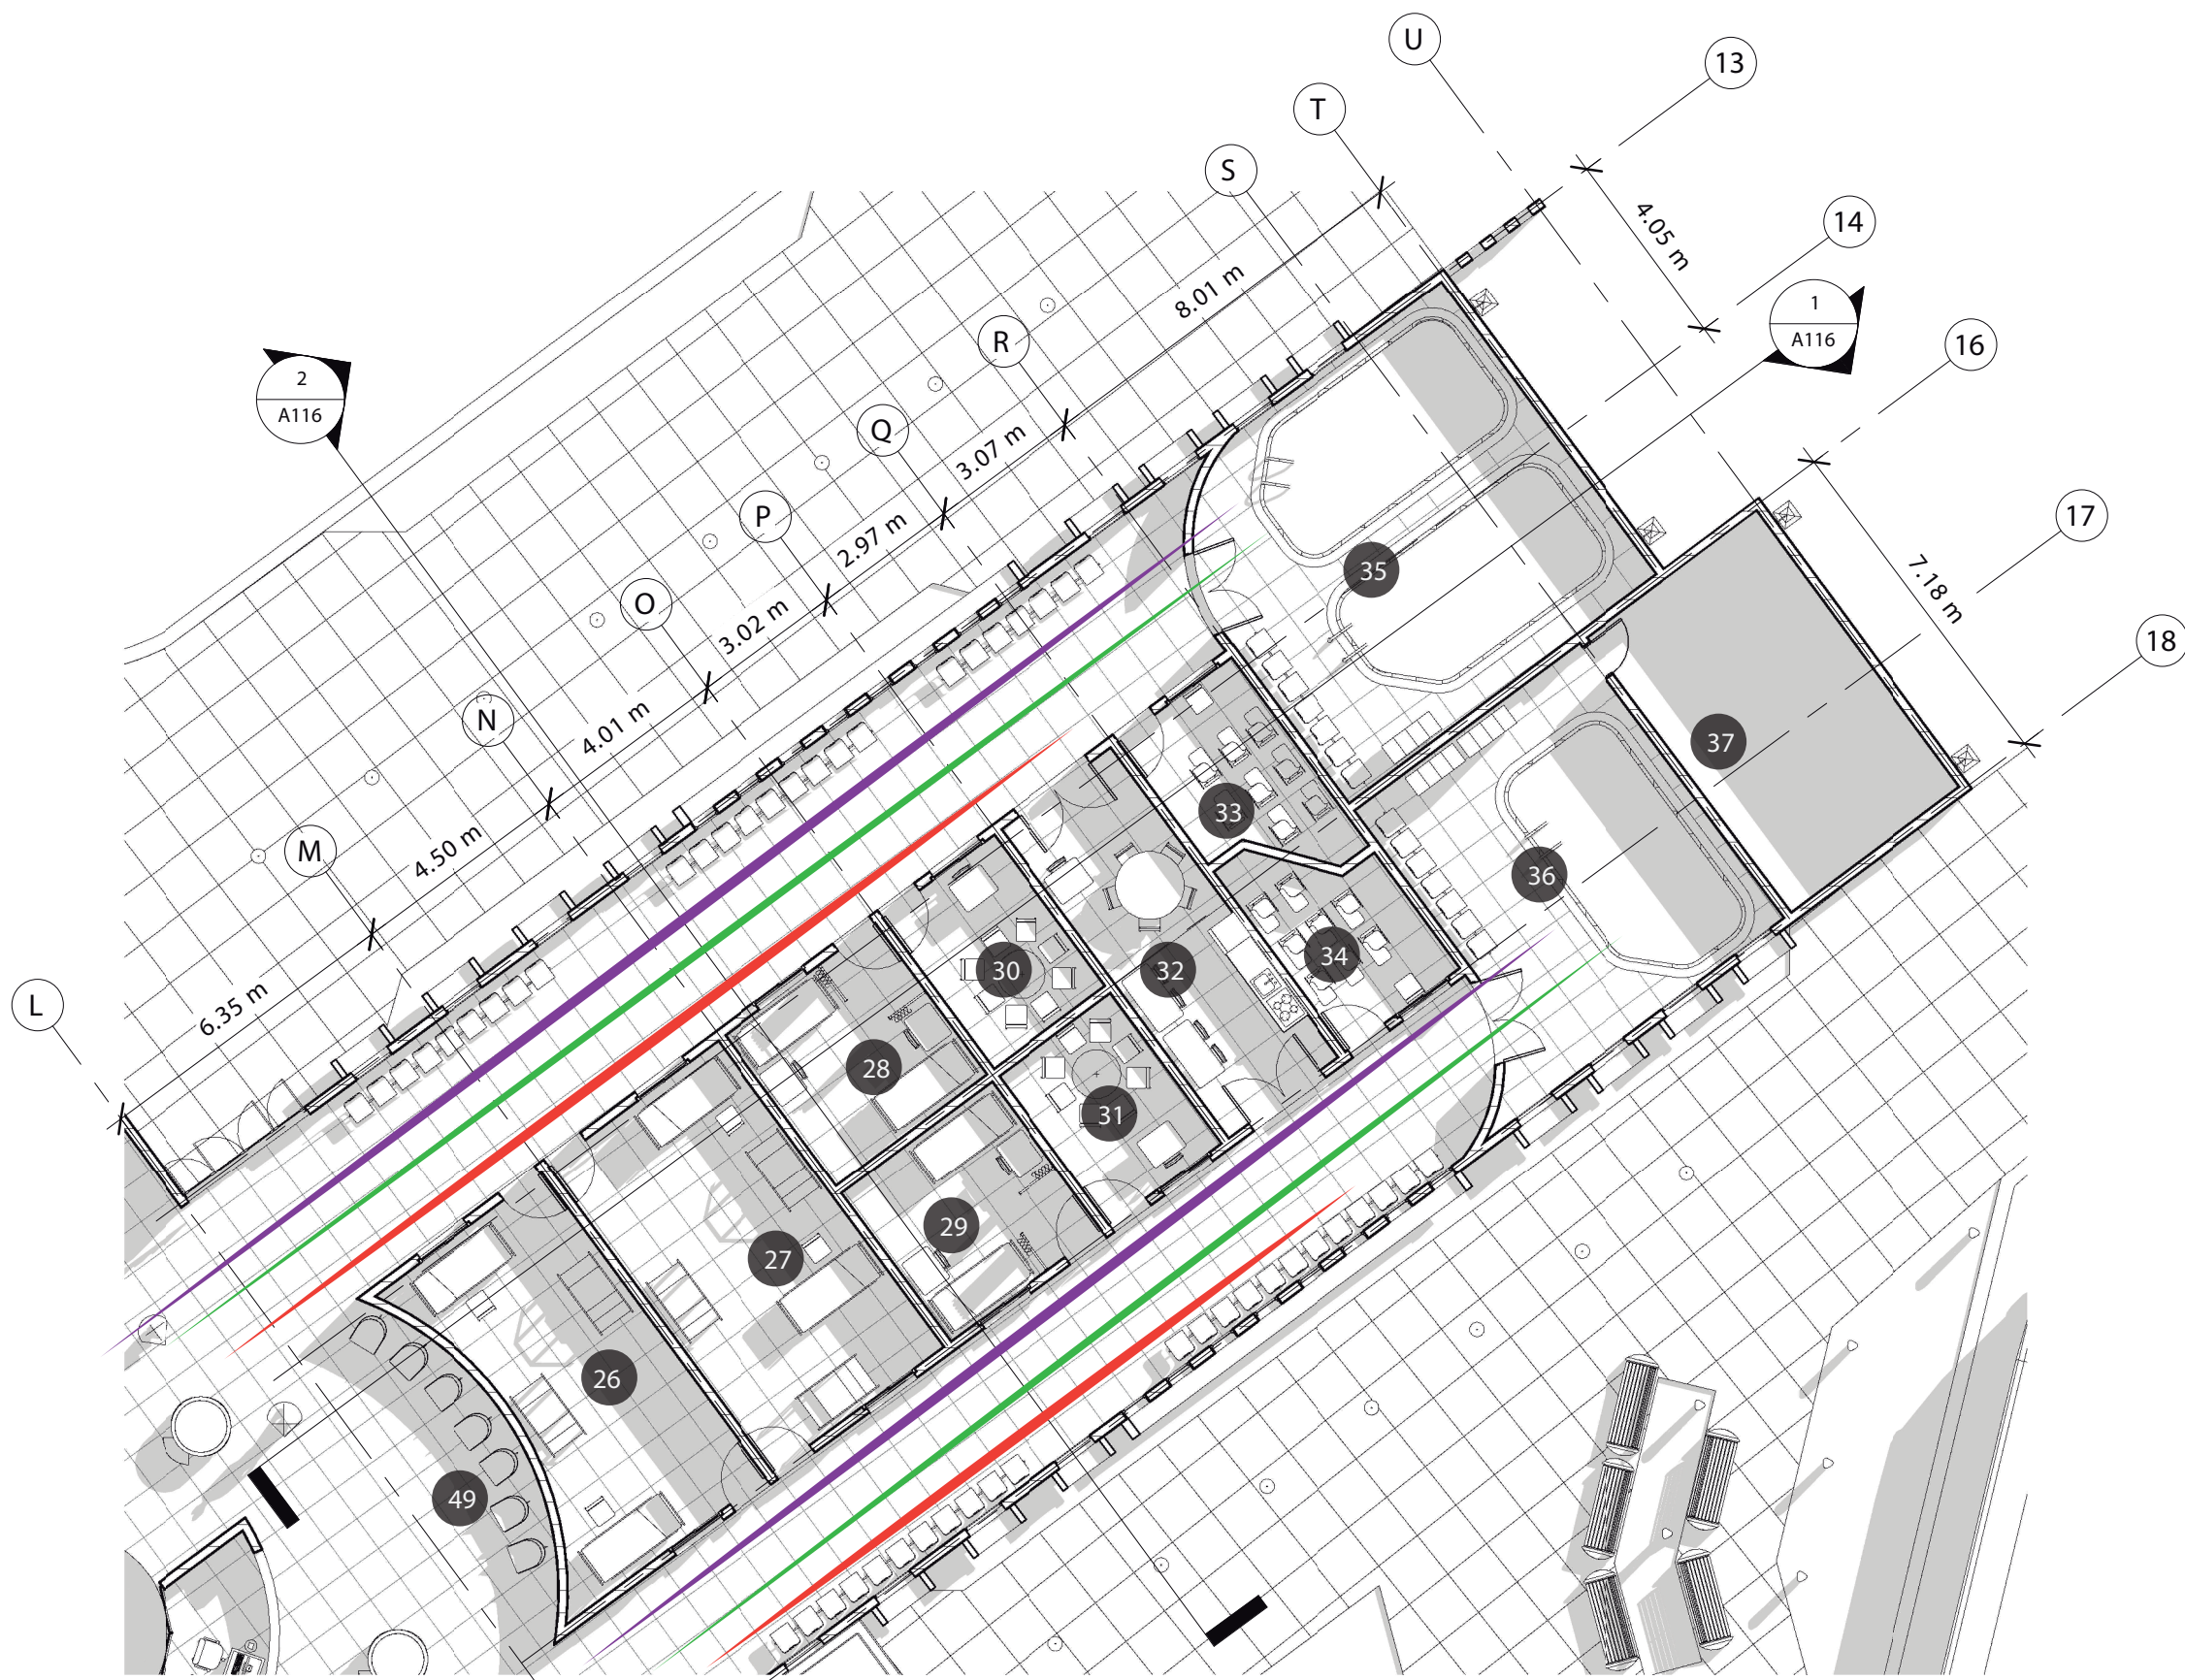 U
13
T
S
4.05 m
14
8.01 m
1
A116
R
16
2
A116
Q
3.07 m
P
2.97 m
17
O
3.02 m
35
7.18 m
N
4.01 m
18
37
M
4.50 m
33
36
L
6.35 m
30
32
34
28
31
29
27
26
49